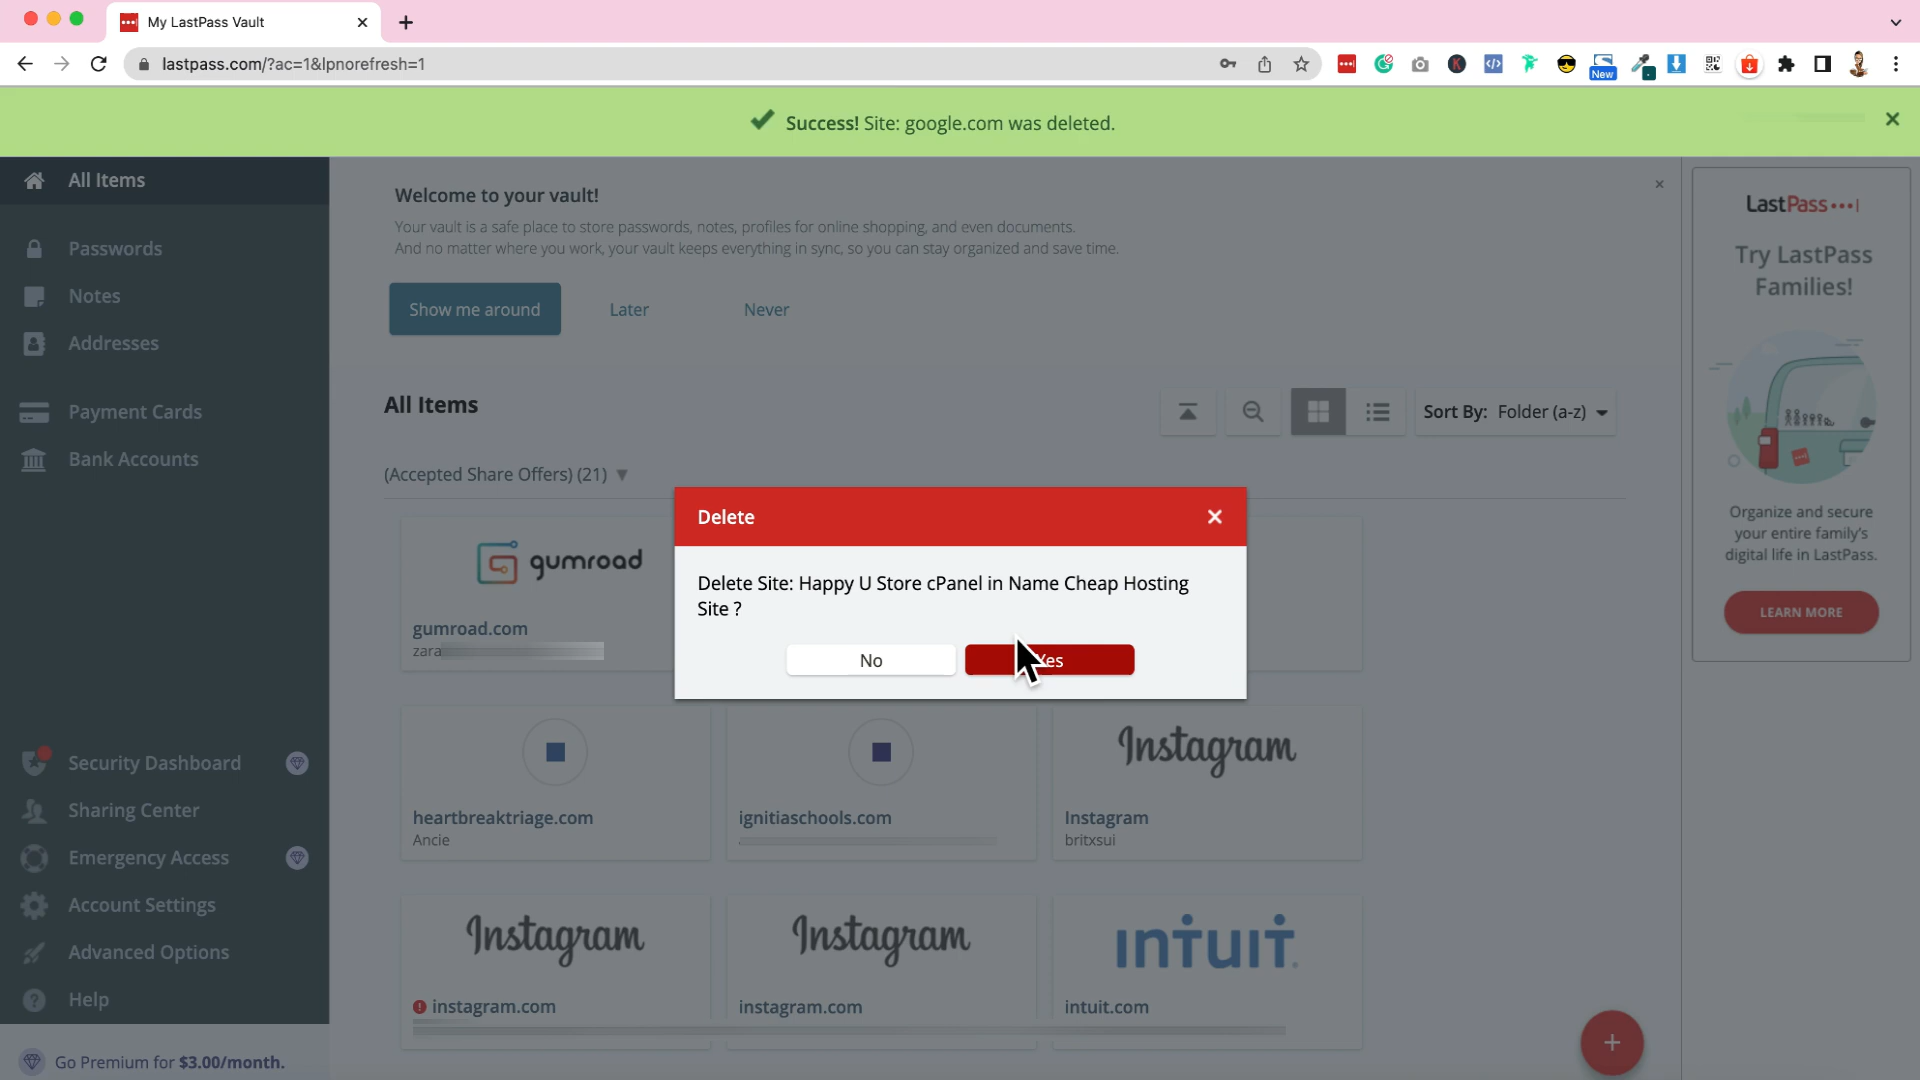 My LastPass Vault
lastpass.com/?ac=1&lpnorefresh=1
New
Success! Site: google.com was deleted.
All Items
Passwords
Notes
Addresses
Payment Cards
Bank Accounts
Security Dashboard
Sharing Center
Emergency Access
Account Settings
Advanced Options
Help
Go Premium for $3.00/month.
Welcome to your vault!
Your vault is a safe place to store passwords, notes, profiles for online shopping, and even documents.
And no matter where you work, your vault keeps everything in sync, so you can stay organized and save time.
Show me around
Later
Never
All Items
Sort By: Folder (a-z)
(Accepted Share Offers) (21)
gumroad
gumroad.com
zara
Delete
Delete Site: Happy U Store cPanel in Name Cheap Hosting
Site ?
No
Yes
heartbreaktriage.com
Ancie
ignitiaschools.com
Instagram
Instagram
britxsui
Instagram
instagram.com
Instagram
instagram.com
intuit
intuit.com
LastPass
Try LastPass
Families!
Organize and secure
your entire family's
digital life in LastPass.
LEARN MORE